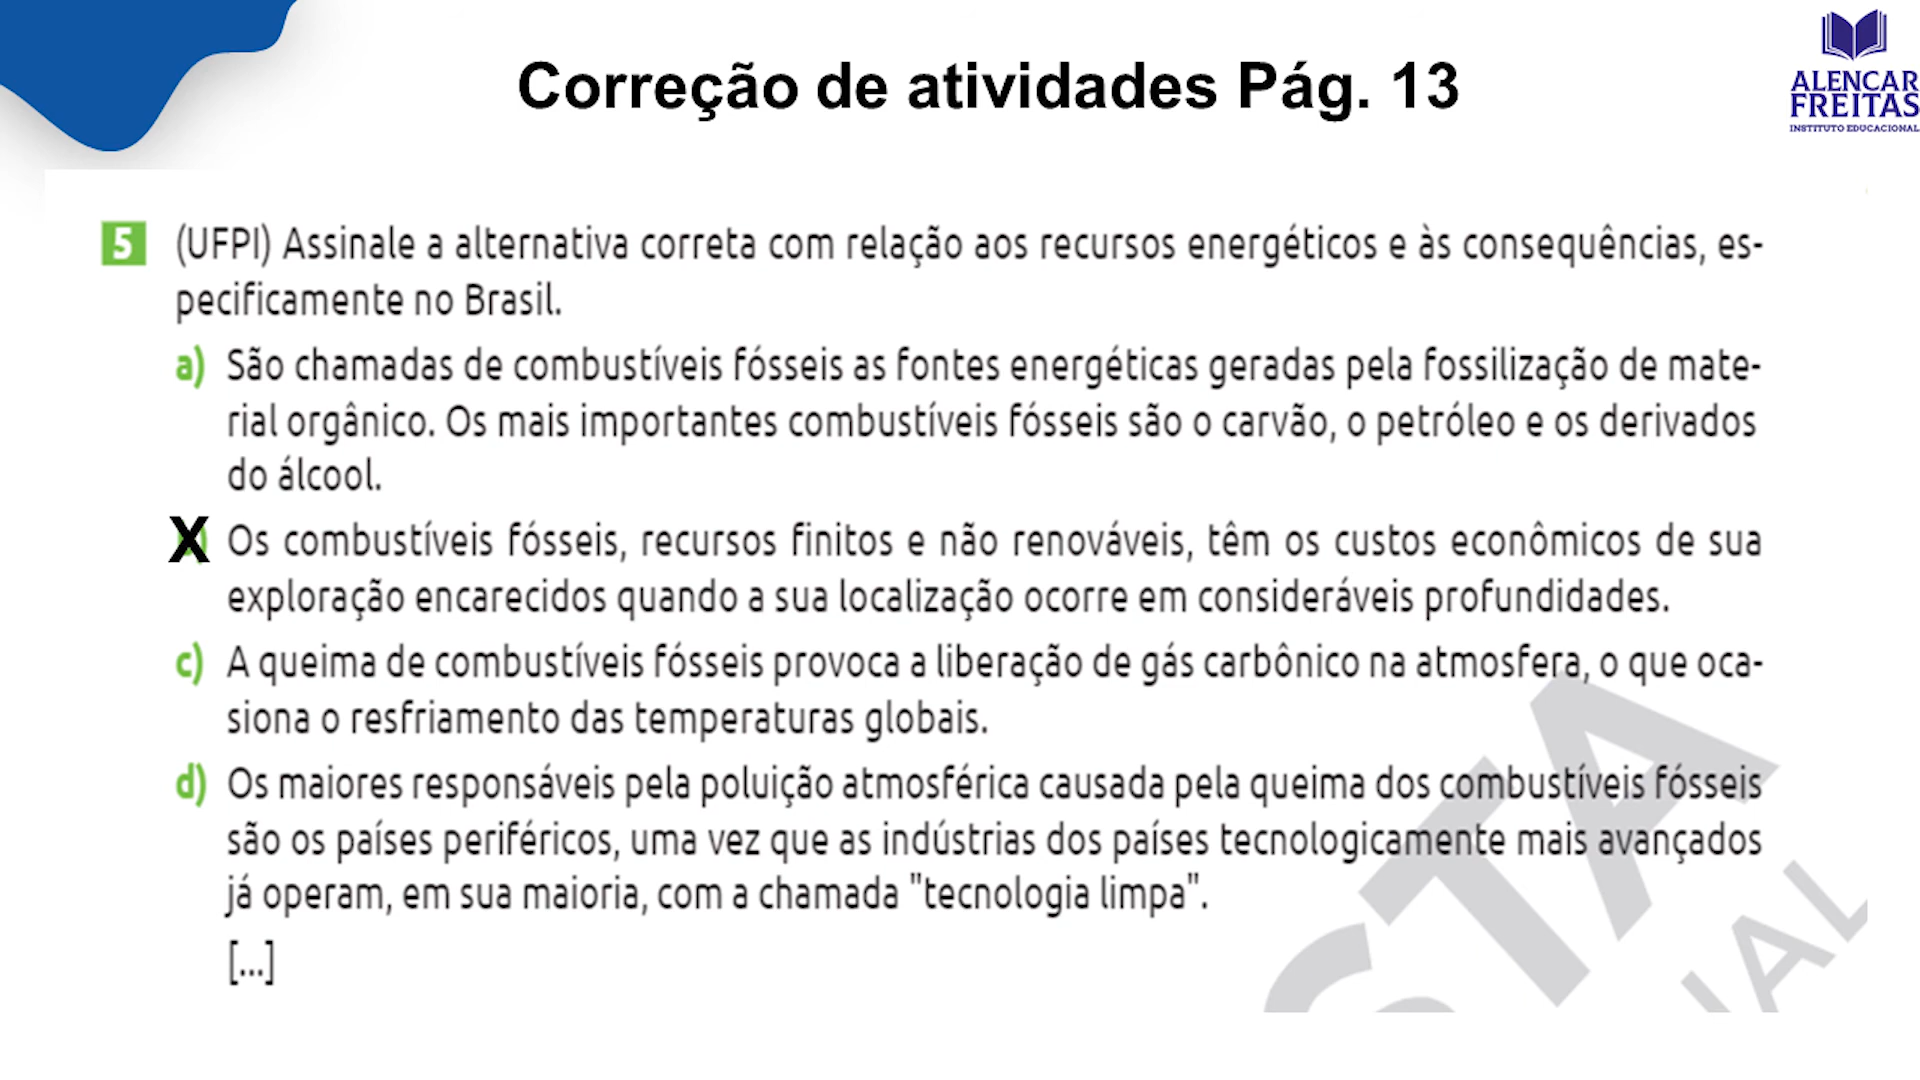 Correção de atividades Pág. 13
ALENCAR
FREITAS
INSTITUTO EDUCACIONAL
5 (UFPI) Assinale a alternativa correta com relação aos recursos energéticos e às consequências, es-
pecificamente no Brasil.
a) São chamadas de combustíveis fósseis as fontes energéticas geradas pela fossilização de mate-
rial orgânico. Os mais importantes combustíveis fósseis são o carvão, o petróleo e os derivados
do álcool.
X Os combustíveis fósseis, recursos finitos e não renováveis, têm os custos econômicos de sua
exploração encarecidos quando a sua localização ocorre em consideráveis profundidades.
c) A queima de combustíveis fósseis provoca a liberação de gás carbônico na atmosfera, o que oca-
siona o resfriamento das temperaturas globais.
d) Os maiores responsáveis pela poluição atmosférica causada pela queima dos combustíveis fósseis
são os países periféricos, uma vez que as indústrias dos países tecnologicamente mais avançados
já operam, em sua maioria, com a chamada "tecnologia limpa".
[...]